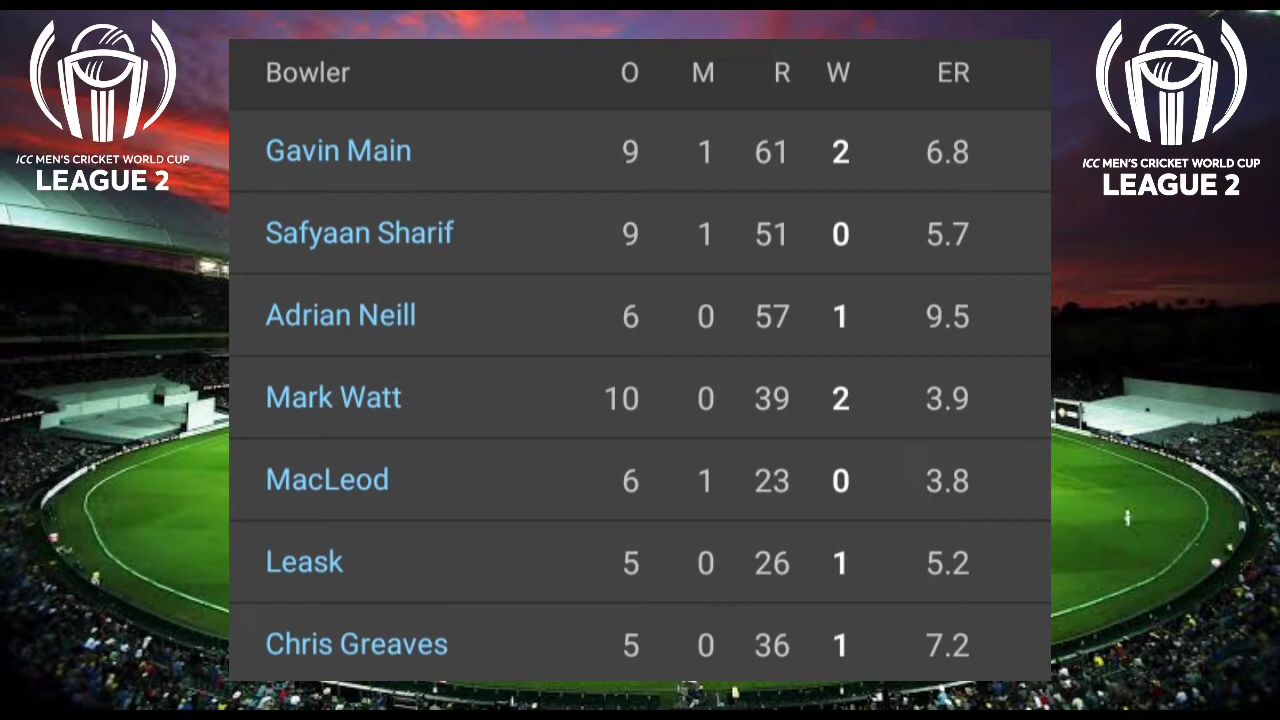 ICC MEN'S CRICKET WORLD CUP
LEAGUE 2
Bowler O M R W ER
Gavin Main 9 1 61 2 6.8
Safyaan Sharif 9 1 51 0 5.7
Adrian Neill 6 0 57 1 9.5
Mark Watt 10 0 39 2 3.9
MacLeod 6 1 23 0 3.8
Leask 5 0 26 1 5.2
Chris Greaves 5 0 36 1 7.2
ICC MEN'S CRICKET WORLD CUP
LEAGUE 2